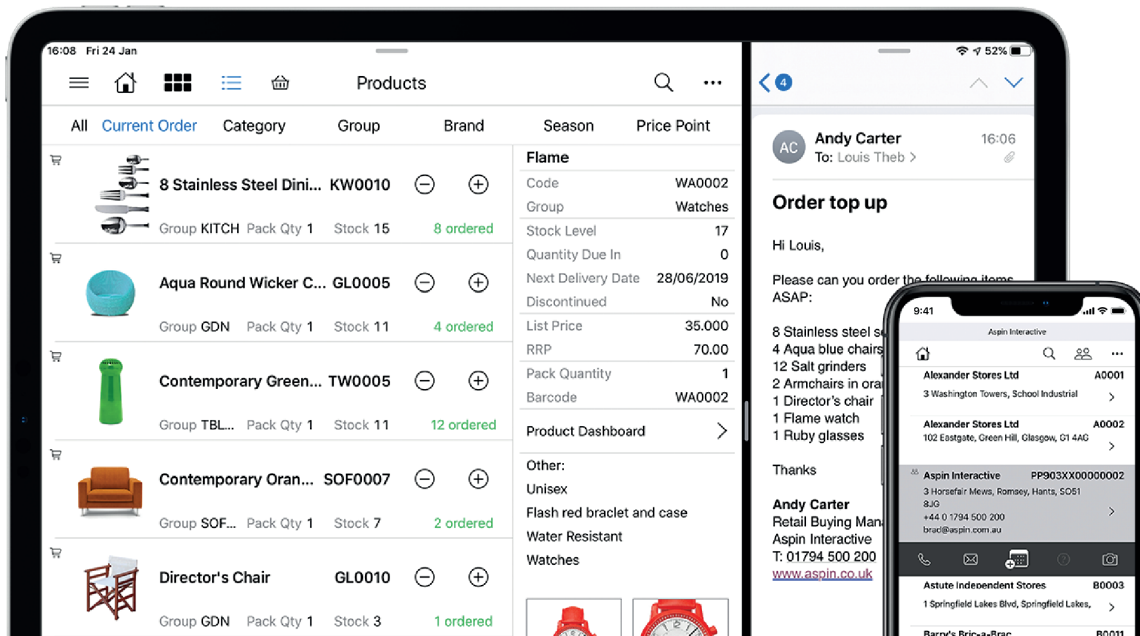 16:08 Fri 24 Jan
Products
All Current Order Category Group Brand Season Price Point
8 Stainless Steel Dini... KW0010
Group KITCH Pack Qty 1 Stock 15 8 ordered
Aqua Round Wicker C... GL0005
Group GDN Pack Qty 1 Stock 11 4 ordered
Contemporary Green... TW0005
Group TBL... Pack Qty 1 Stock 11 12 ordered
Contemporary Oran... SOF0007
Group SOF... Pack Qty 1 Stock 7 2 ordered
Director's Chair GL0010
Group GDN Pack Qty 1 Stock 3 1 ordered
Flame
Code WA0002
Group Watches
Stock Level 17
Quantity Due In 0
Next Delivery Date 28/06/2019
Discontinued No
List Price 35.000
RRP 70.00
Pack Quantity 1
Barcode WA0002
Product Dashboard
Other:
Unisex
Flash red braclet and case
Water Resistant
Watches
52%
4
AC
Andy Carter 16:06
To: Louis Theb
Order top up
Hi Louis,
Please can you order the following items
ASAP:
8 Stainless steel
4 Aqua blue chairs
12 Salt grinders
2 Armchairs in
1 Director's chair
1 Flame watch
1 Ruby glasses
Thanks
Andy Carter
Retail Buying
Aspin Interactive
T: 01794 500 200
www.aspin.co.uk
9:41
Aspin Interactive
Alexander Stores Ltd A0001
3 Washington Towers, School Industrial
Alexander Stores Ltd A0002
102 Eastgate, Green Hill, Glasgow, G1 4AG
Aspin Interactive PP903XX00000002
3 Horsefair Mews, Romsey, Hants, SO51
8JG
+44 0 1794 500 200
brad@aspin.com.au
Astute Independent Stores B0003
1 Springfield Lakes Blvd, Springfield Lakes,
Barry's Bric-a-Brac B0011